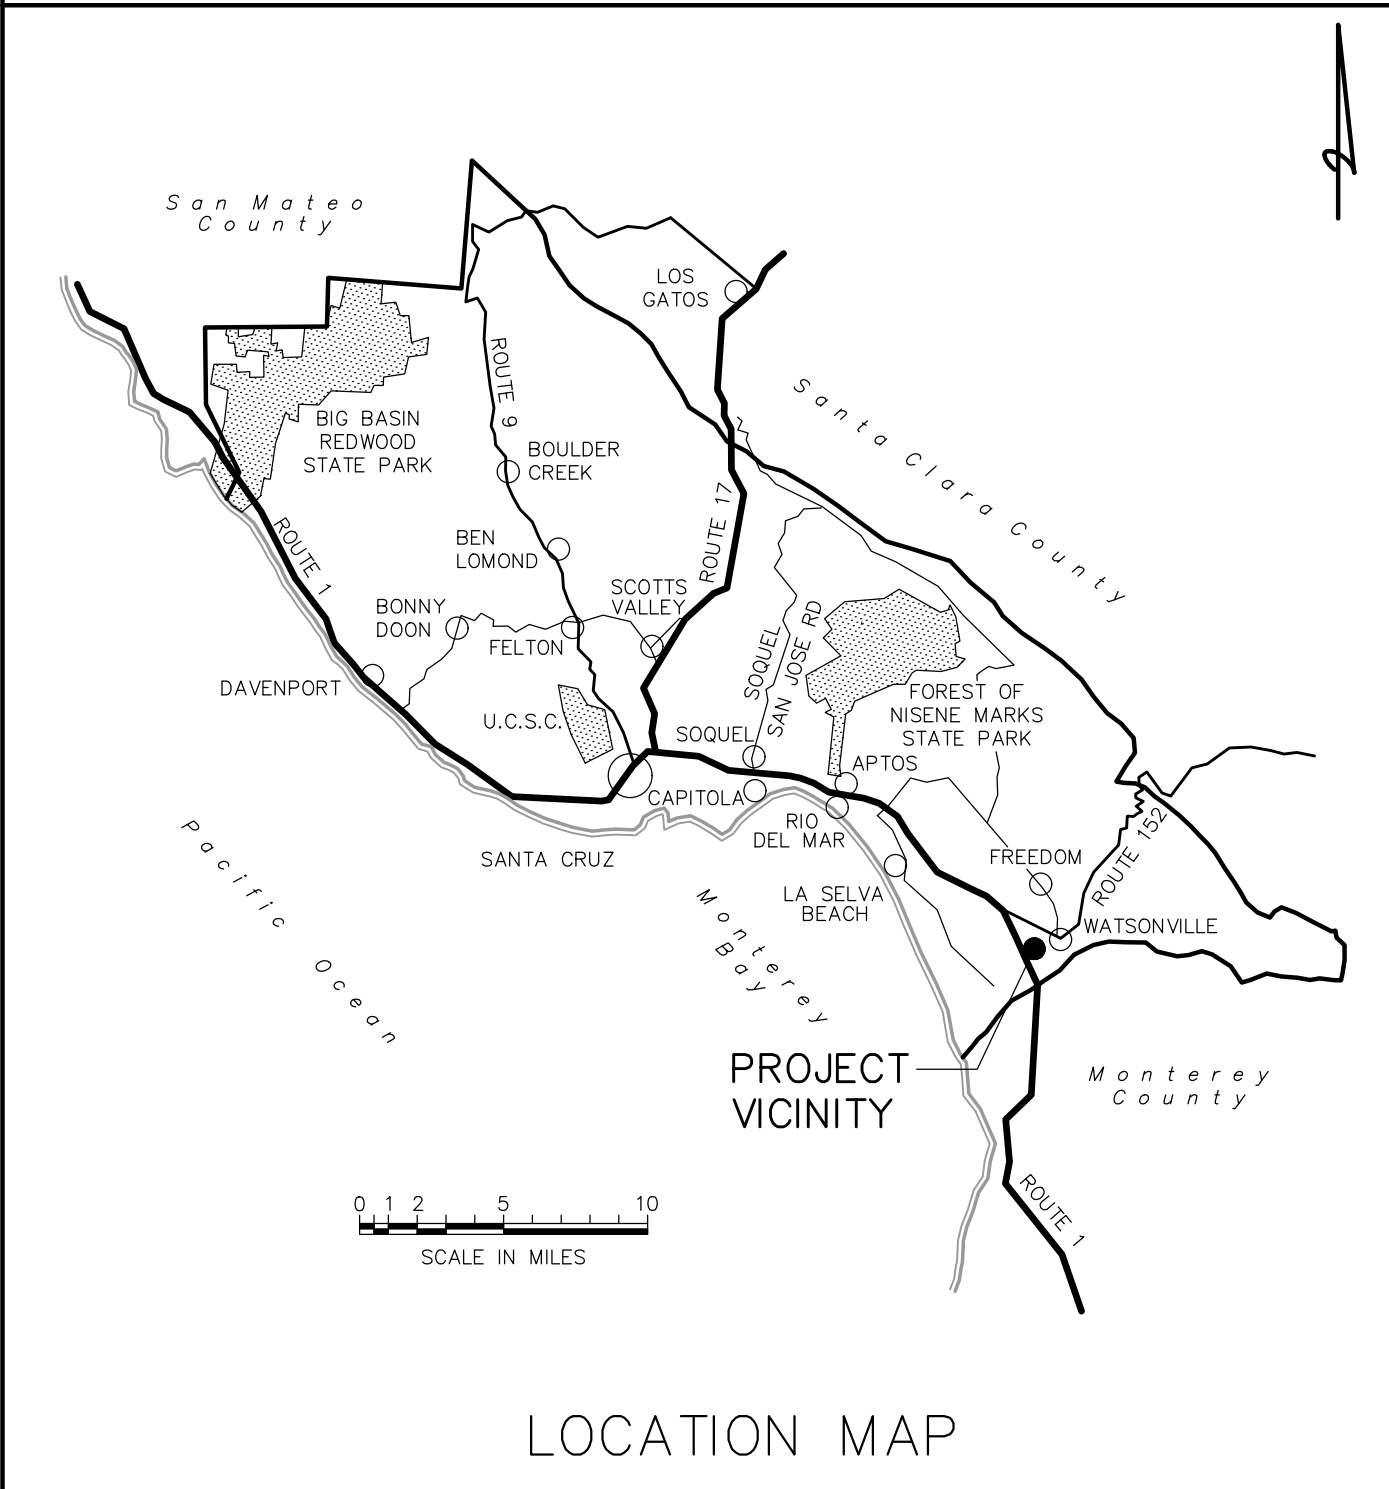 San Mateo
County
LOS
GATOS
ROUTE 9
Santa Clara County
BIG BASIN
REDWOOD
STATE PARK
BOULDER
CREEK
ROUTE 17
ROUTE 1
BEN
LOMOND
SCOTTS
VALLEY
BONNY
DOON
FELTON
SOQUEL
SAN JOSE RD
DAVENPORT
U.C.S.C.
FOREST OF
NISENE MARKS
STATE PARK
SOQUEL
APTOS
CAPITOLA
RIO
DEL MAR
SANTA CRUZ
FREEDOM
ROUTE 152
LA SELVA
BEACH
WATSONVILLE
Pacific Ocean
Monterey
Bay
PROJECT
VICINITY
Monterey
County
ROUTE 1
0 1 2 5 10
SCALE IN MILES
LOCATION MAP